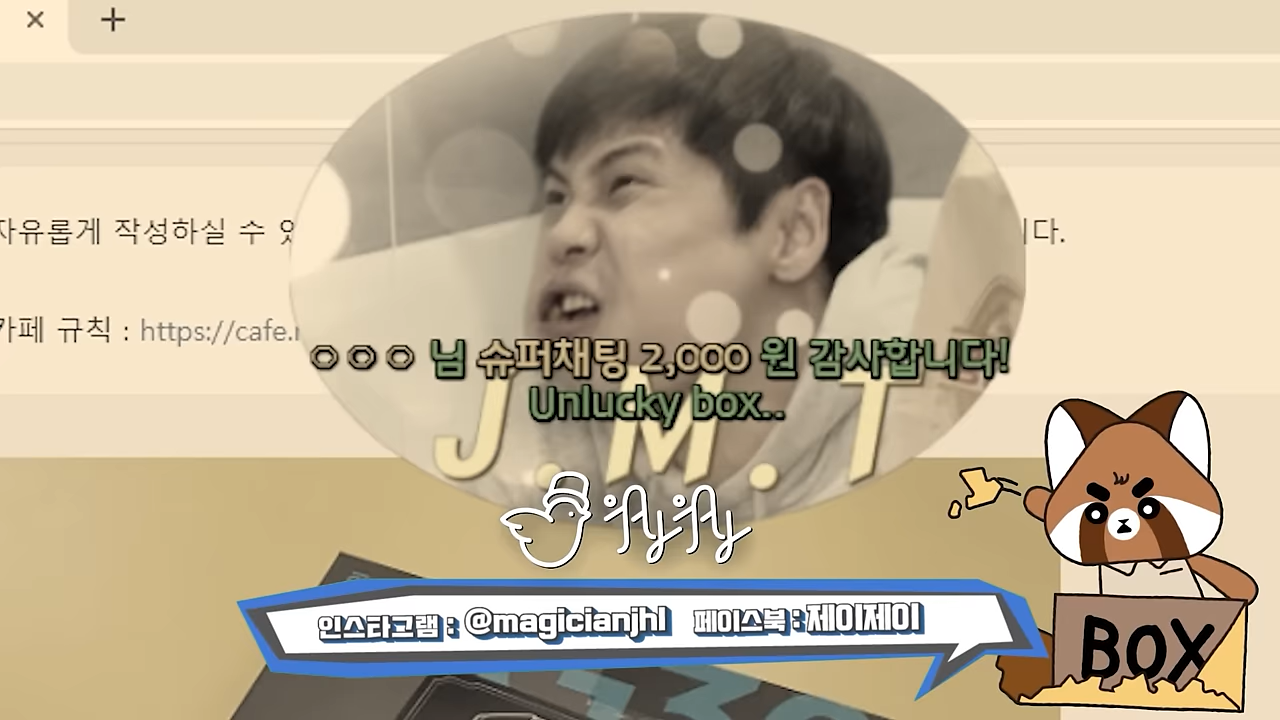 자유롭게 작성하실 수 있
니다.
카페 규칙 : https://cafe.
ㅇㅇㅇ 님 슈퍼채팅 2,000 원 감사합니다!
Unlucky box..
J.M.T
인스타그램 : @magicianjhl 페이스북 : 제이제이
BOX